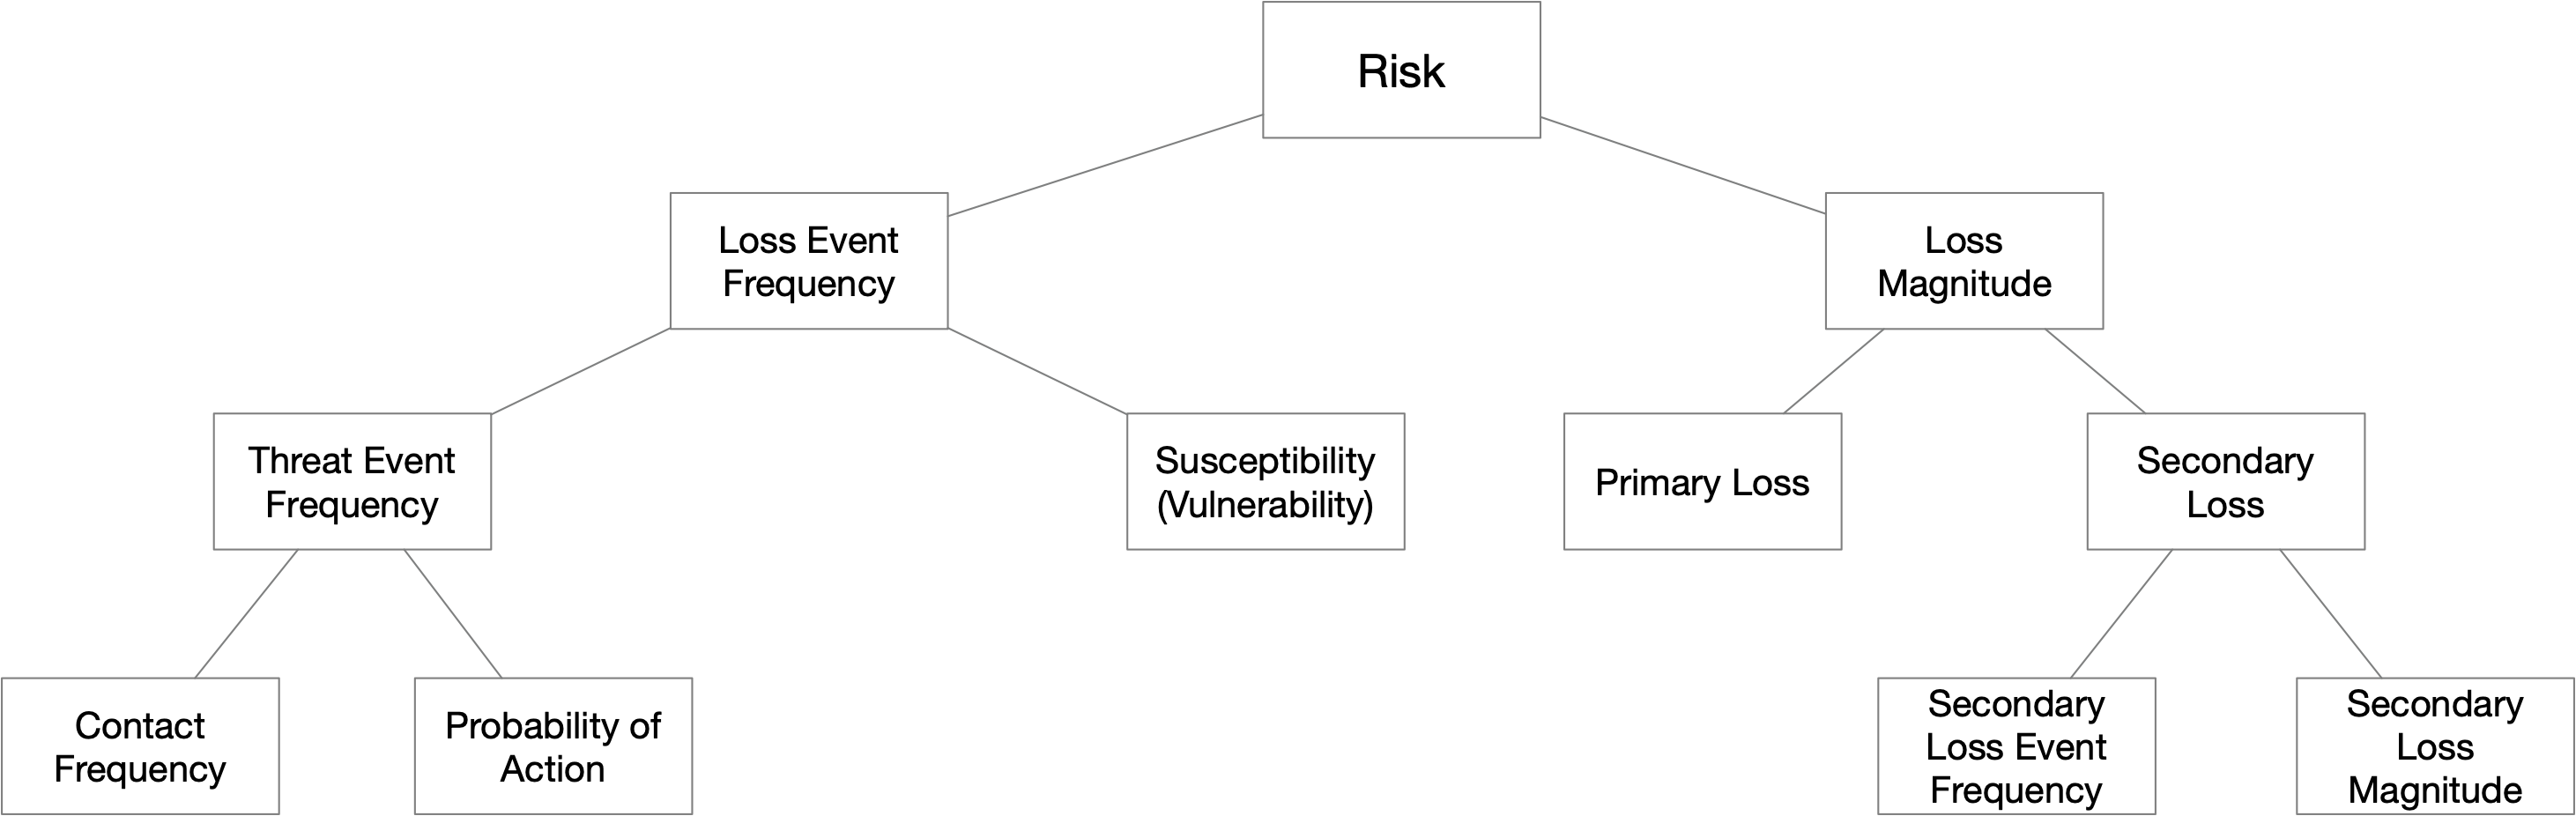 Risk
Loss Event
Frequency
Loss
Magnitude
Threat Event
Frequency
Susceptibility
(Vulnerability)
Primary Loss
Secondary
Loss
Contact
Frequency
Probability of
Action
Secondary
Loss Event
Frequency
Secondary
Loss
Magnitude